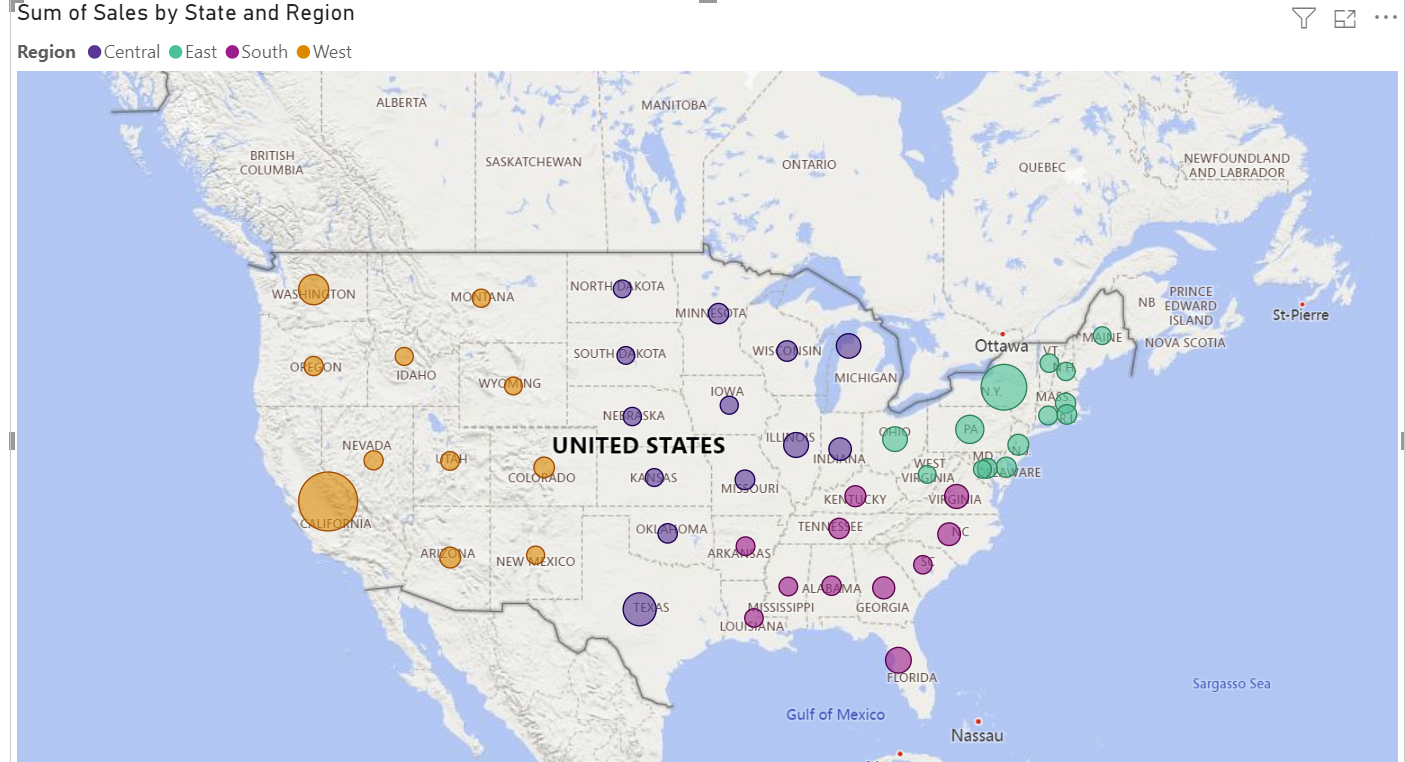 Sum of Sales by State and Region
Region Central East South West
ALBERTA
MANITOBA
BRITISH
COLUMBIA
SASKATCHEWAN
ONTARIO
QUEBEC
NEWFOUNDLAND
AND LABRADOR
WASHINGTON
MONTANA
NORTH DAKOTA
MINNESOTA
NB
PRINCE
EDWARD
ISLAND
St-Pierre
NOVA SCOTIA
MAINE
Ottawa
VT
N.H.
OREGON
IDAHO
WYOMING
SOUTH DAKOTA
WISCONSIN
MICHIGAN
N.Y.
MASS
R.I.
IOWA
NEBRASKA
UNITED STATES
NEVADA
UTAH
COLORADO
KANSAS
MISSOURI
ILLINOIS
INDIANA
OHIO
PA
N.J.
MD
DELAWARE
WEST
VIRGINIA
VIRGINIA
KENTUCKY
CALIFORNIA
ARIZONA
NEW MEXICO
OKLAHOMA
ARKANSAS
TENNESSEE
NC
SC
TEXAS
LOUISIANA
MISSISSIPPI
ALABAMA
GEORGIA
FLORIDA
Gulf of Mexico
Sargasso Sea
Nassau